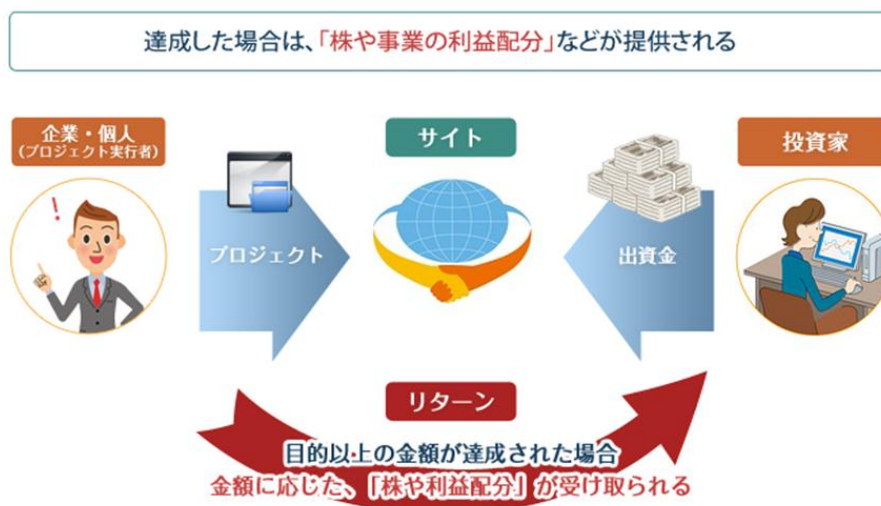 達成した場合は、「株や事業の利益配分」などが提供される
企業・個人
(プロジェクト実行者)
サイト
投資家
プロジェクト
出資金
リターン
目的以上の金額が達成された場合
金額に応じた、「株や利益配分」が受け取られる